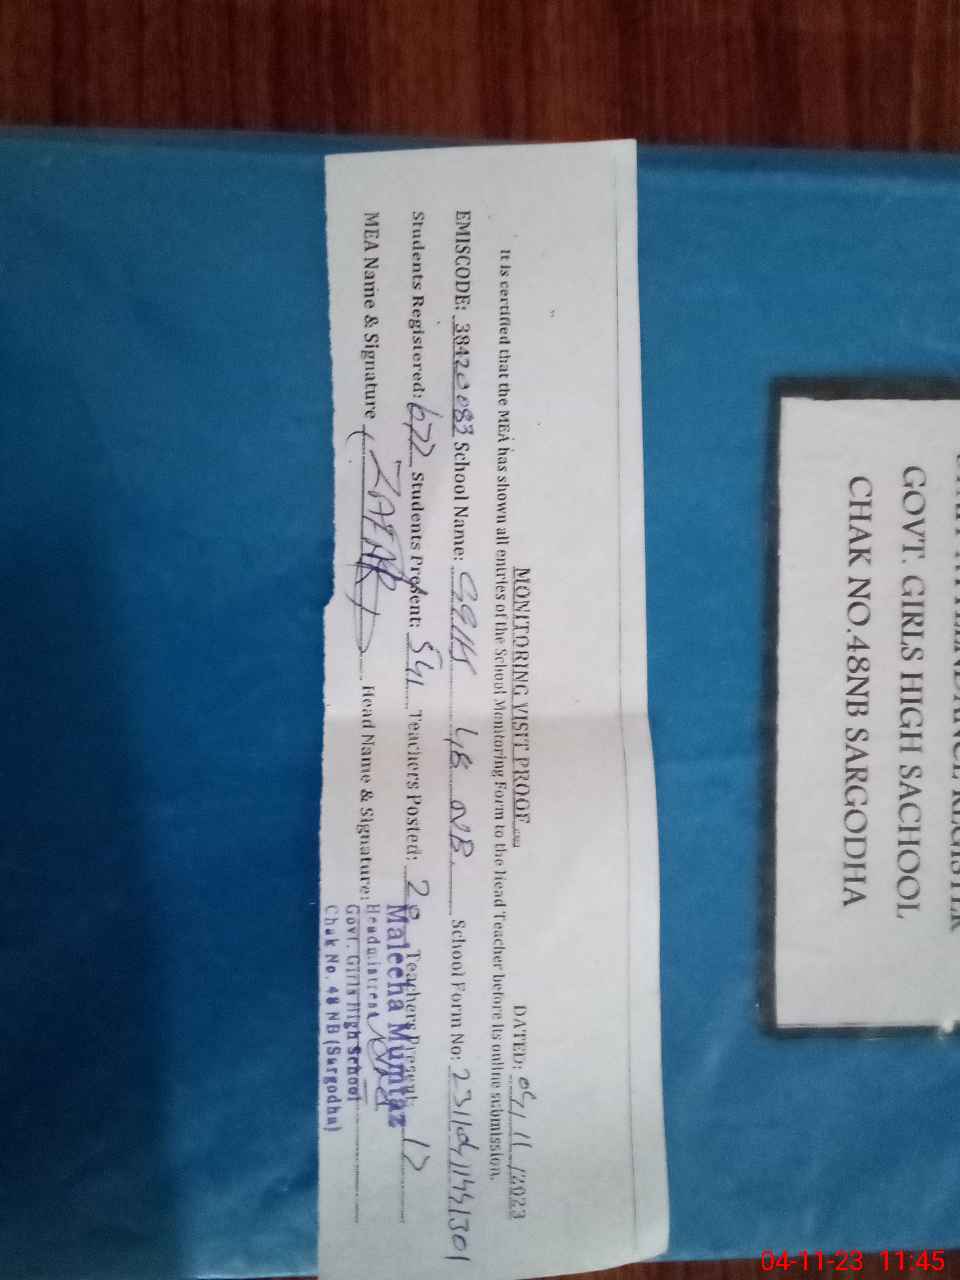 MONITORING VISIT PROOF
DATED: 04/11/2023
It is certified that the MEA has shown all entries of the School Monitoring Form to the head Teacher before its online submission.
EMISCODE: 38420083 School Name: GGHS 48 NB. School Form No:
Students Registered: 672 Students Present: 541 Teachers Posted: 20 Teachers Present: 17
MEA Name & Signature (ZAFAR) Head Name & Signature:
Maleeha Mumtaz
Headmistress
Govt. Girls High School
Chak No. 48 NB (Sargodha)
GOVT. GIRLS HIGH SACHOOL
CHAK NO.48NB SARGODHA
04-11-23 11:45